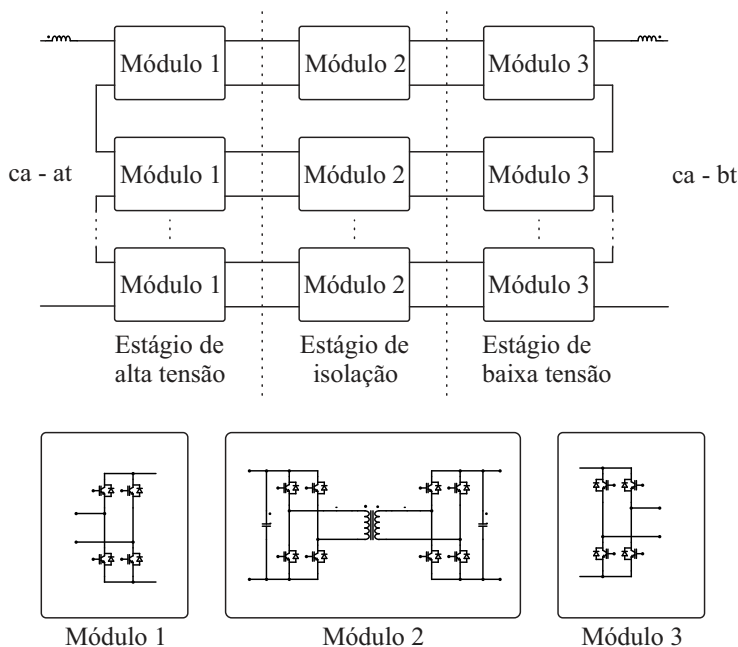 Módulo 1
Módulo 2
Módulo 3
ca - at
Módulo 1
Módulo 2
Módulo 3
ca - bt
Módulo 1
Módulo 2
Módulo 3
Estágio de
alta tensão
Estágio de
isolação
Estágio de
baixa tensão
Módulo 1
Módulo 2
Módulo 3